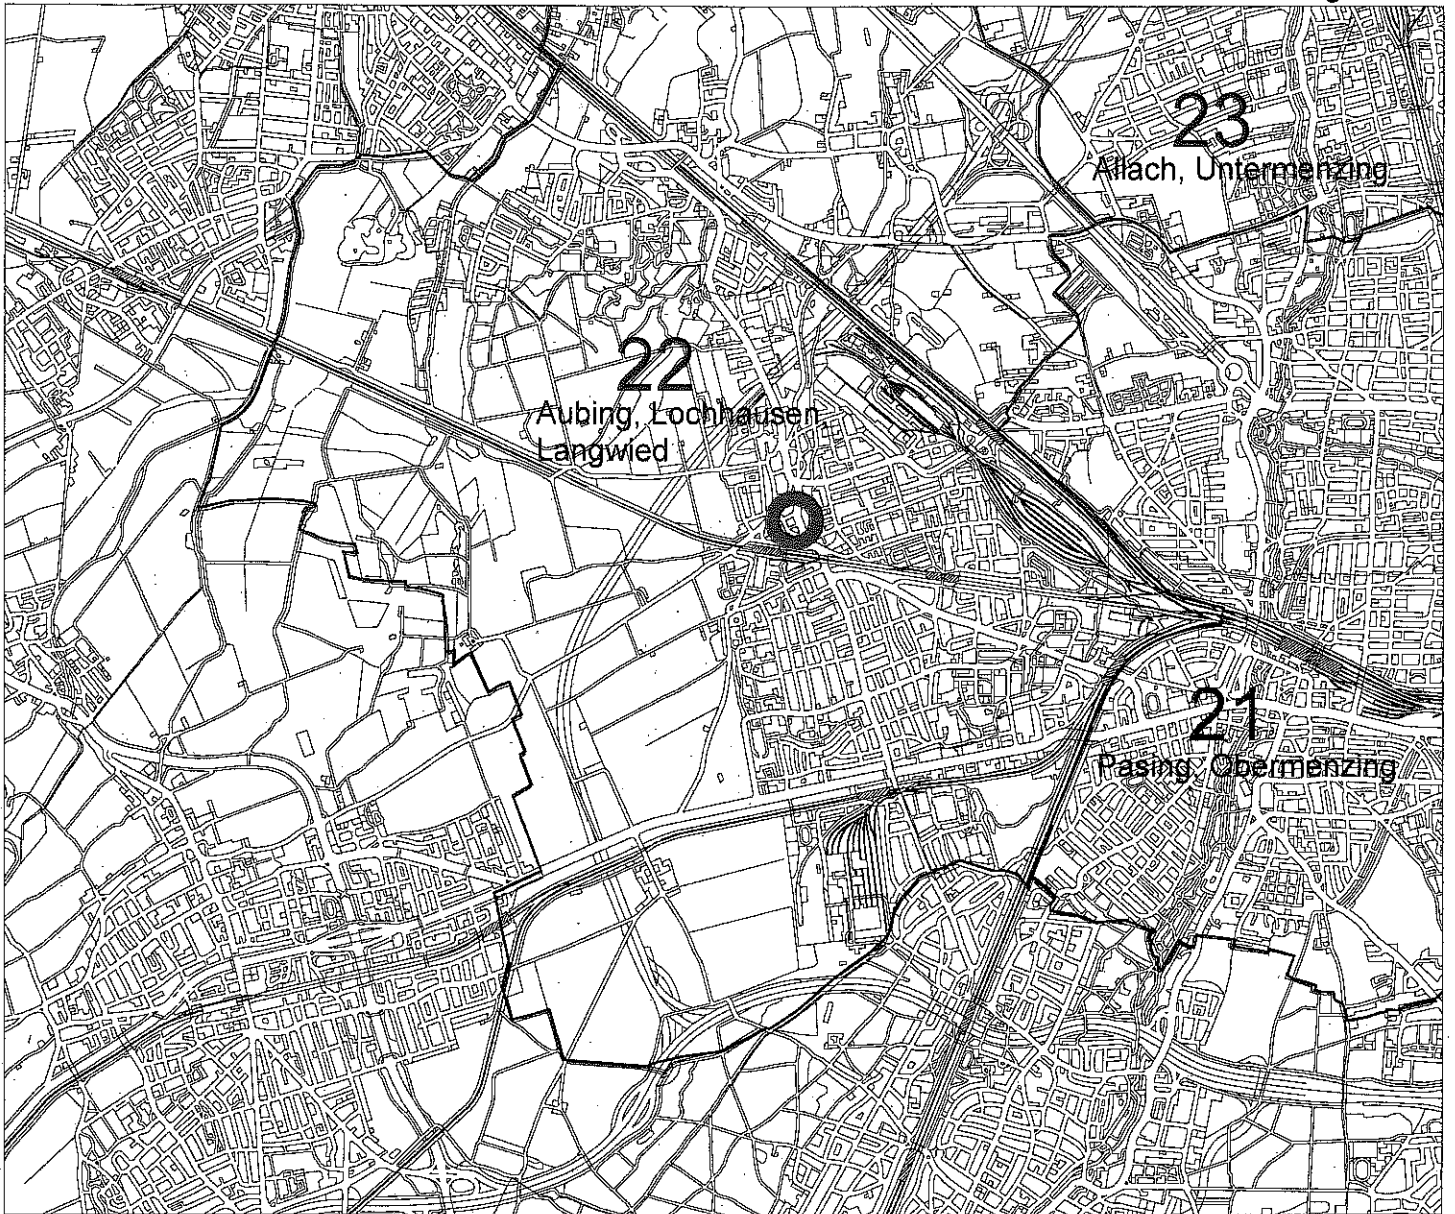 23
Allach, Untermenzing
22
Aubing, Lochhausen,
Langwied
21
Pasing, Obermenzing